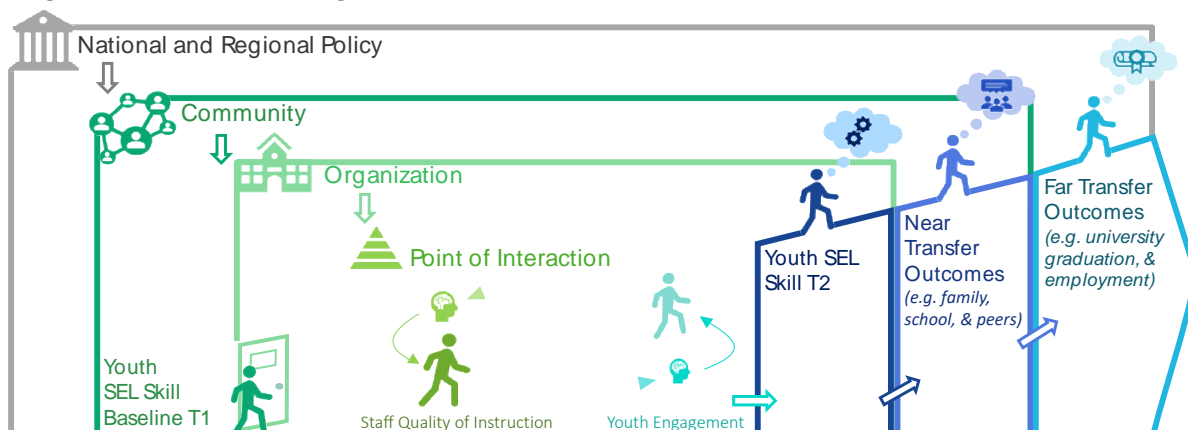 National and Regional Policy
Community
Organization
Point of Interaction
Youth
SEL Skill
Baseline T1
Staff Quality of Instruction
Youth Engagement
Youth SEL
Skill T2
Near
Transfer
Outcomes
(e.g. family,
school, & peers)
Far Transfer
Outcomes
(e.g. university
graduation, &
employment)